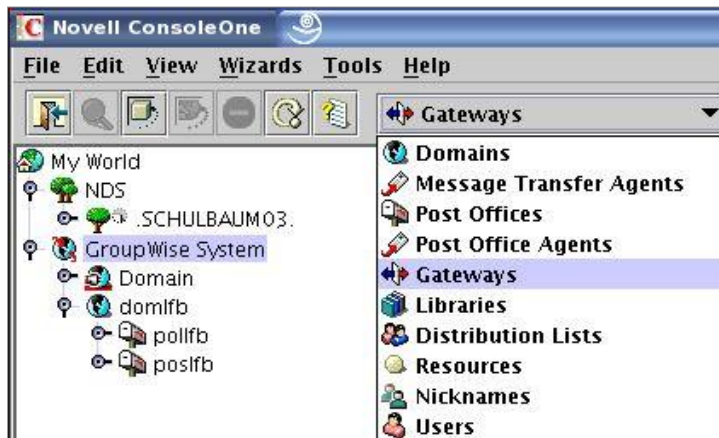 Novell ConsoleOne
File Edit View Wizards Tools Help
Gateways
My World
NDS
.SCHULBAUM03.
GroupWise System
Domain
domlfb
pollfb
poslfb
Domains
Message Transfer Agents
Post Offices
Post Office Agents
Gateways
Libraries
Distribution Lists
Resources
Nicknames
Users